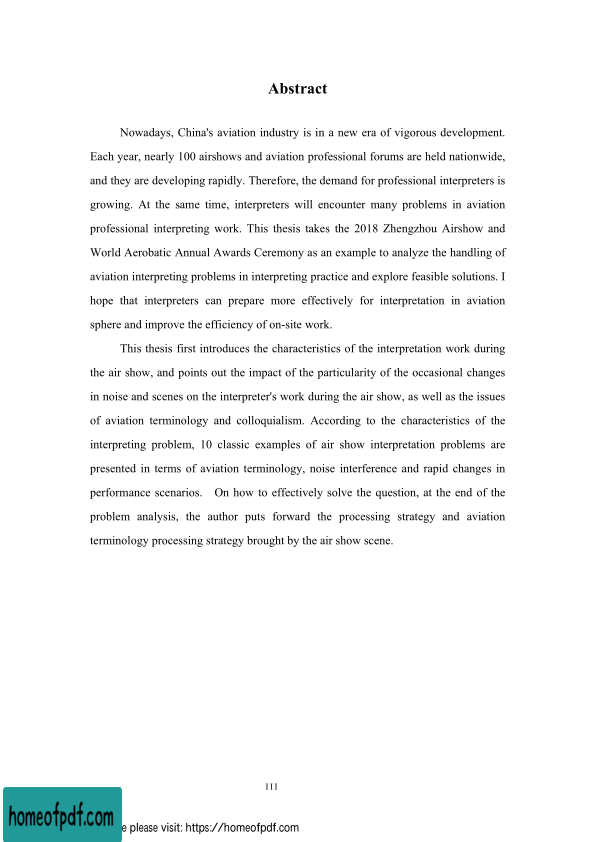 Abstract
Nowadays, China's aviation industry is in a new era of vigorous development.
Each year, nearly 100 airshows and aviation professional forums are held nationwide,
and they are developing rapidly. Therefore, the demand for professional interpreters is
growing. At the same time, interpreters will encounter many problems in aviation
professional interpreting work. This thesis takes the 2018 Zhengzhou Airshow and
World Aerobatic Annual Awards Ceremony as an example to analyze the handling of
aviation interpreting problems in interpreting practice and explore feasible solutions. I
hope that interpreters can prepare more effectively for interpretation in aviation
sphere and improve the efficiency of on-site work.
This thesis first introduces the characteristics of the interpretation work during
the air show, and points out the impact of the particularity of the occasional changes
in noise and scenes on the interpreter's work during the air show, as well as the issues
of aviation terminology and colloquialism. According to the characteristics of the
interpreting problem, 10 classic examples of air show interpretation problems are
presented in terms of aviation terminology, noise interference and rapid changes in
performance scenarios. On how to effectively solve the question, at the end of the
problem analysis, the author puts forward the processing strategy and aviation
terminology processing strategy brought by the air show scene.
III
homeofpdf.com
e please visit: https://homeofpdf.com